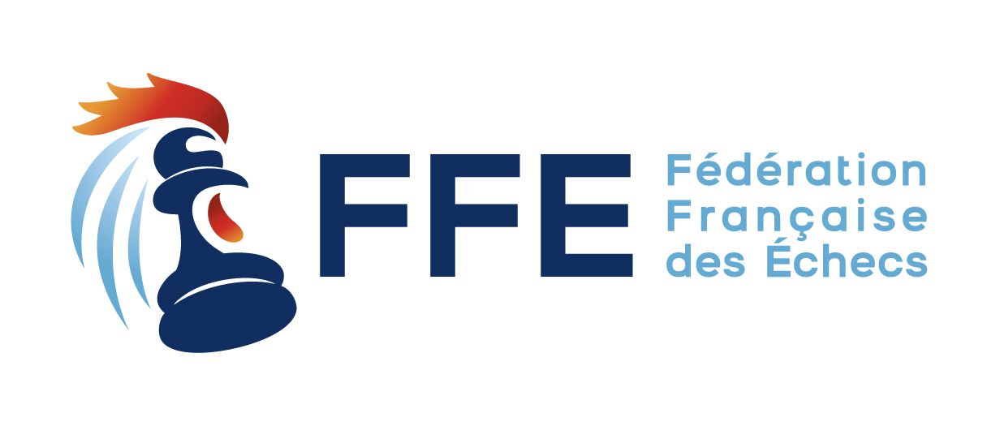 FFE
Fédération
Française
des Échecs